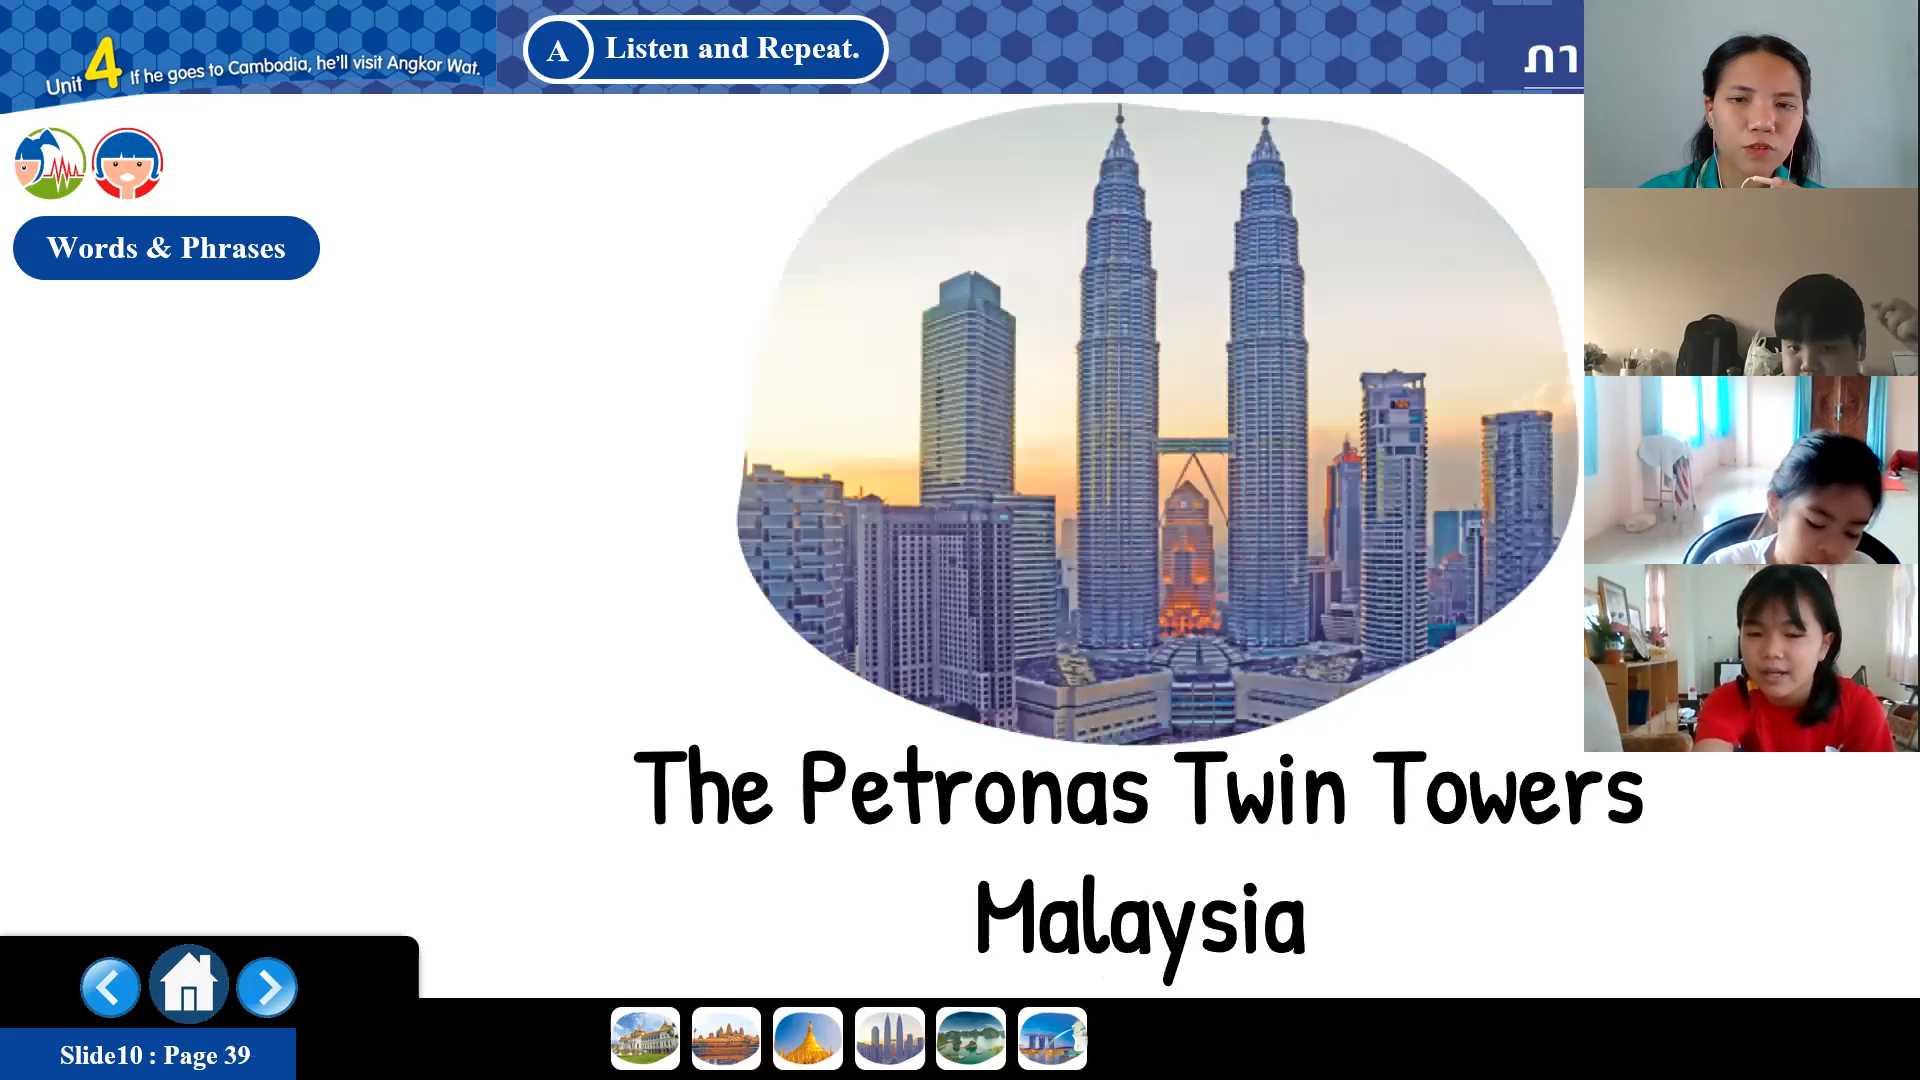 Unit 4 If he goes to Cambodia, he'll visit Angkor Wat.
A Listen and Repeat.
ภา
Words & Phrases
The Petronas Twin Towers
Malaysia
Slide10 : Page 39